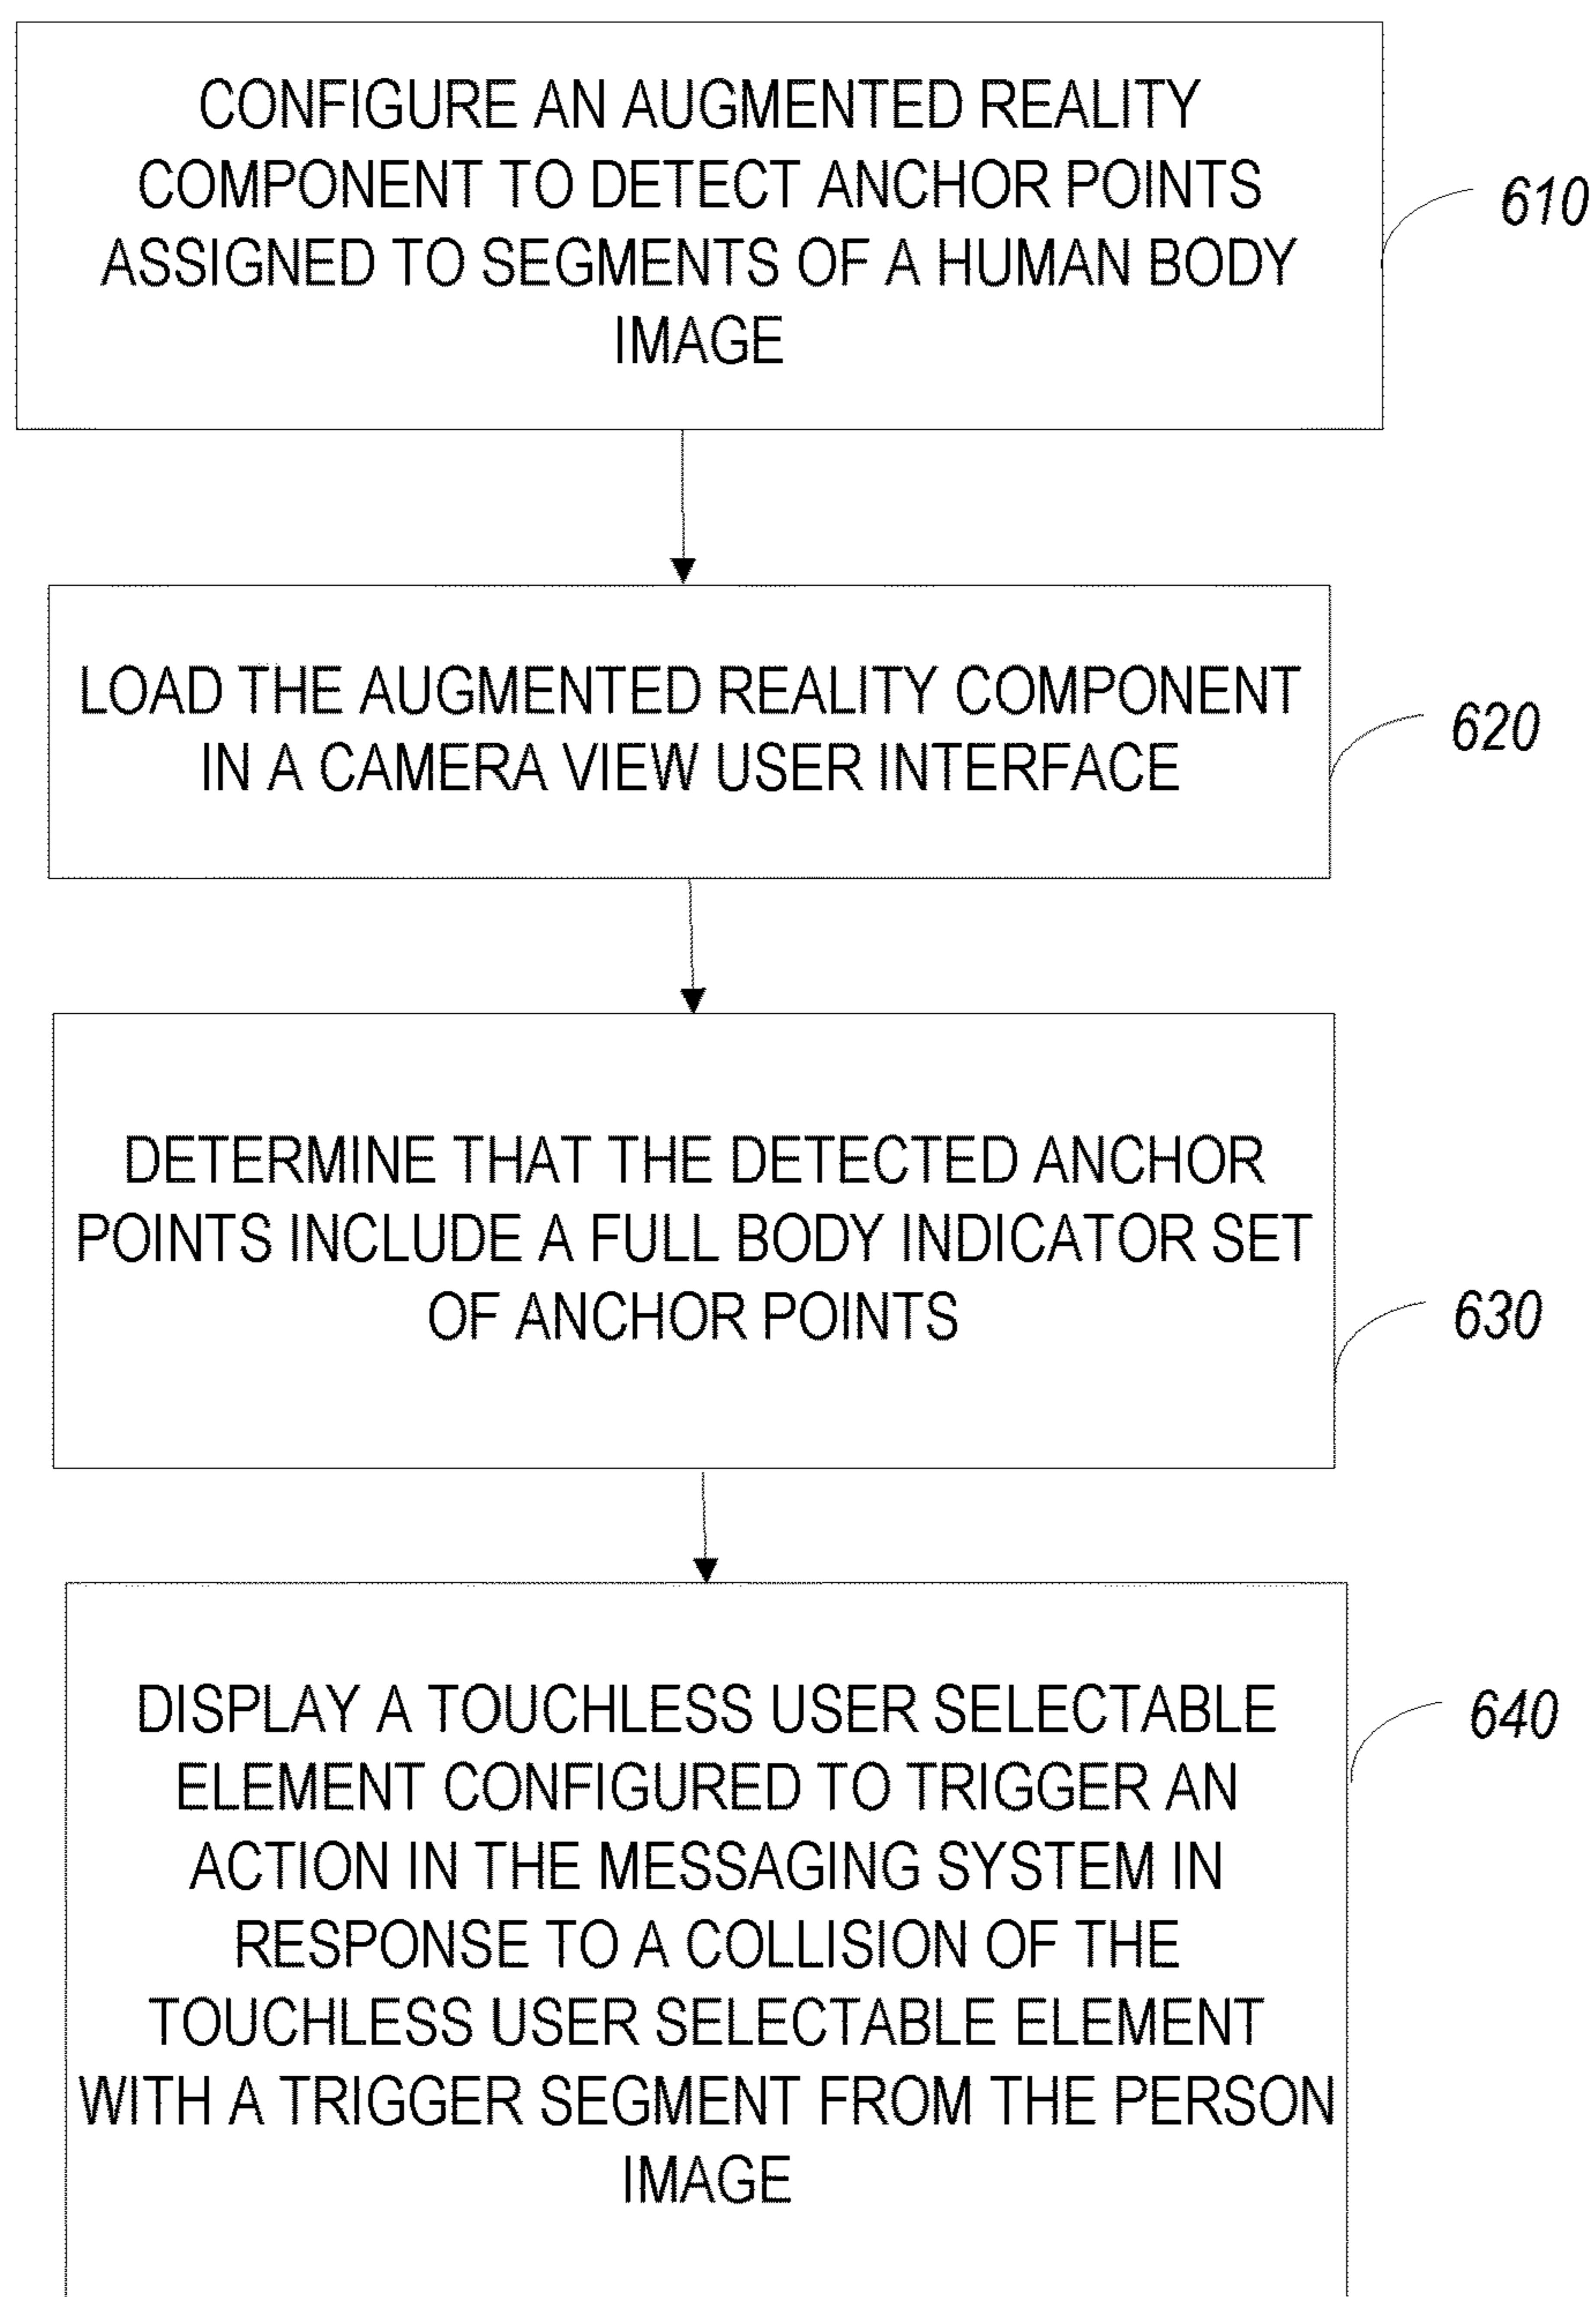 CONFIGURE AN AUGMENTED REALITY
COMPONENT TO DETECT ANCHOR POINTS
ASSIGNED TO SEGMENTS OF A HUMAN BODY
IMAGE
610
LOAD THE AUGMENTED REALITY COMPONENT
IN A CAMERA VIEW USER INTERFACE
620
DETERMINE THAT THE DETECTED ANCHOR
POINTS INCLUDE A FULL BODY INDICATOR SET
OF ANCHOR POINTS
630
DISPLAY A TOUCHLESS USER SELECTABLE
ELEMENT CONFIGURED TO TRIGGER AN
ACTION IN THE MESSAGING SYSTEM IN
RESPONSE TO A COLLISION OF THE
TOUCHLESS USER SELECTABLE ELEMENT
WITH A TRIGGER SEGMENT FROM THE PERSON
IMAGE
640